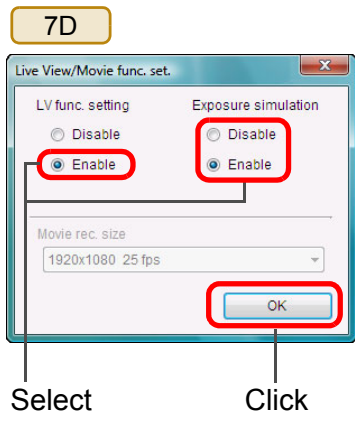 7D
Live View/Movie func. set.
LV func. setting Exposure simulation
Disable Disable
Enable Enable
Movie rec. size
1920x1080 25 fps
OK
Select Click